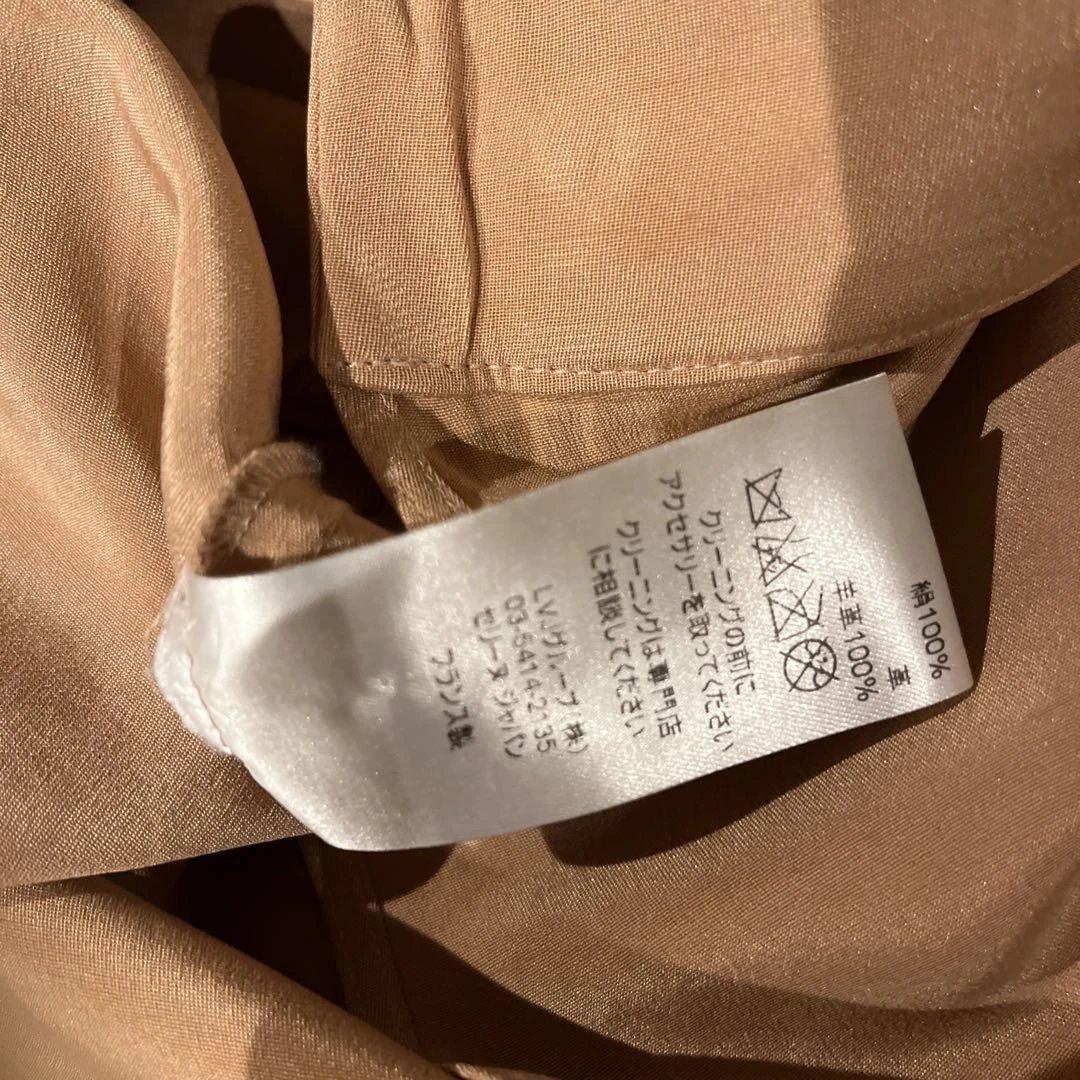 絹100%
革
羊革100%
クリーニングの前に
アクセサリーを取ってください
クリーニングは専門店
に相談してください
LVJグループ(株)
03-5414-2135
セリーヌ ジャパン
フランス製